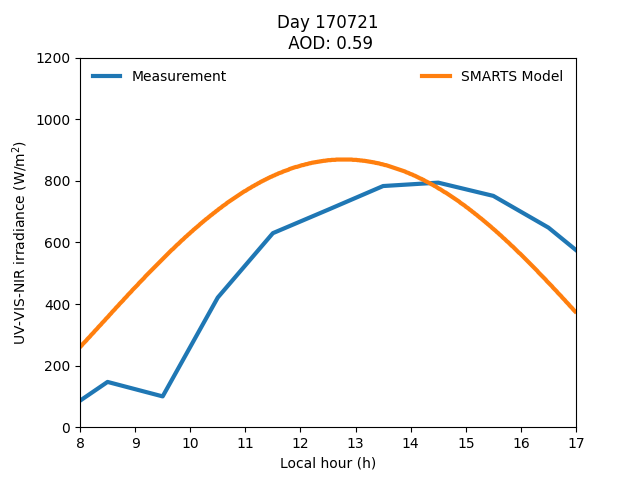 Day 170721
AOD: 0.59
Measurement
SMARTS Model
UV-VIS-NIR irradiance (W/m²)
1200
1000
800
600
400
200
0
8 9 10 11 12 13 14 15 16 17
Local hour (h)